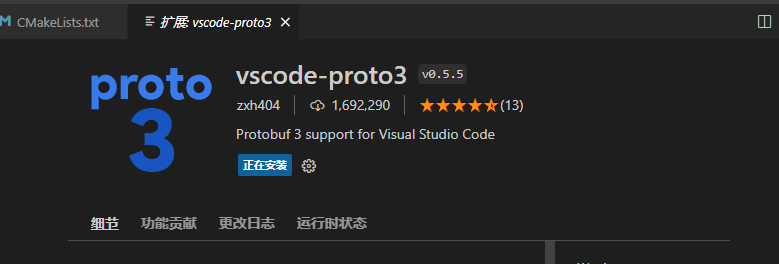 CMakeLists.txt
扩展: vscode-proto3
proto
3
vscode-proto3 v0.5.5
zxh404 1,692,290 (13)
Protobuf 3 support for Visual Studio Code
正在安装
细节 功能贡献 更改日志 运行时状态